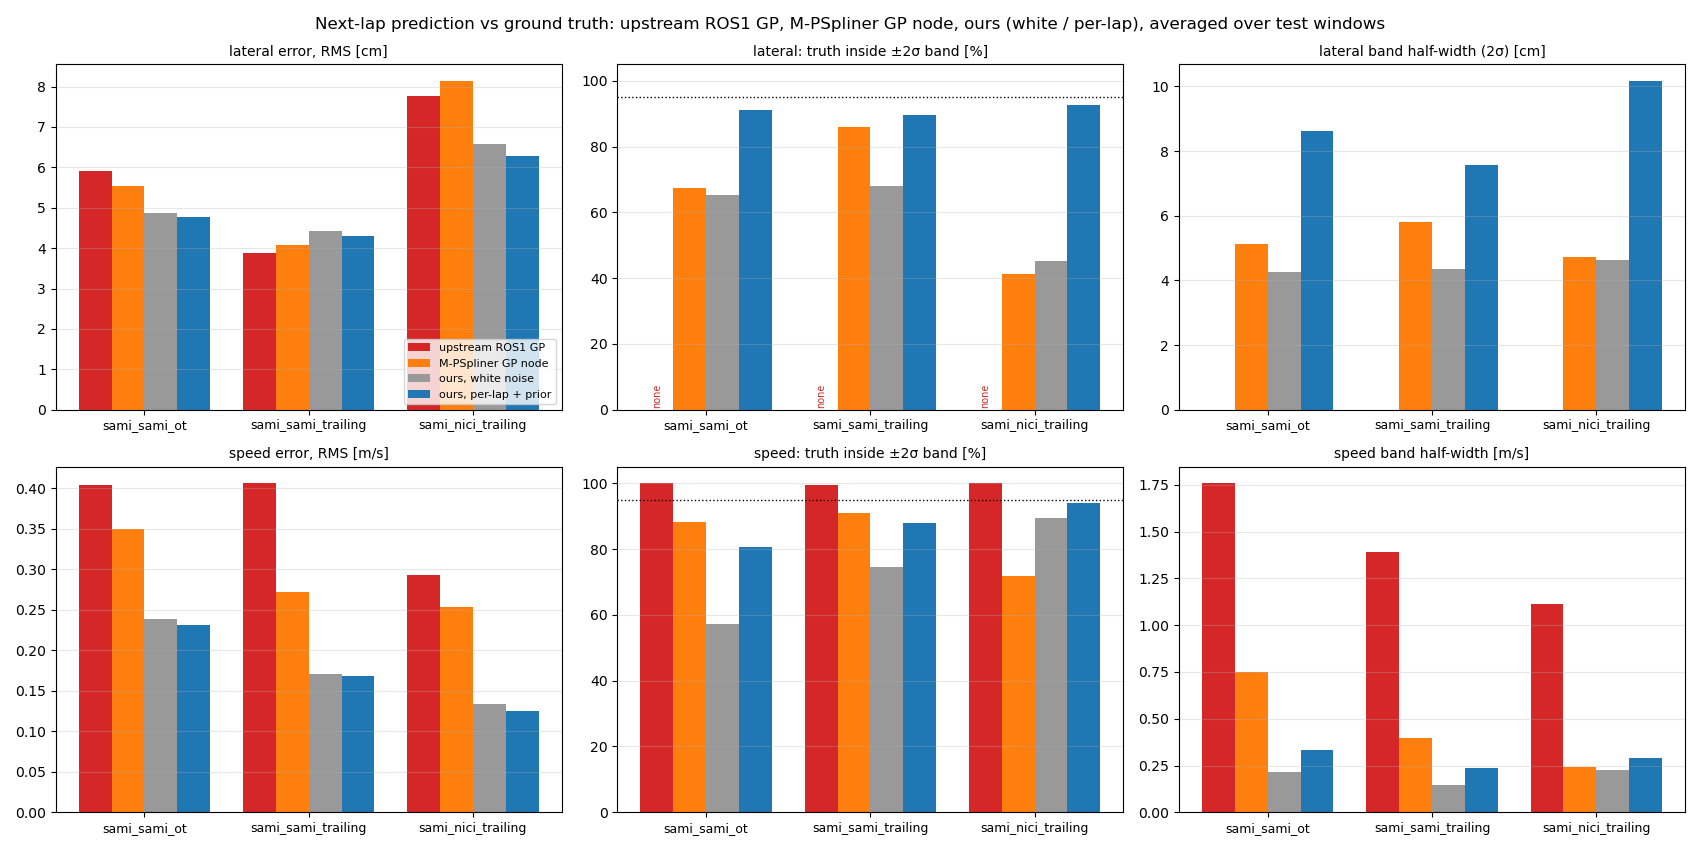 Next-lap prediction vs ground truth: upstream ROS1 GP, M-PSpliner GP node, ours (white / per-lap), averaged over test windows
lateral error, RMS [cm]
8
7
6
5
4
3
2
1
0
upstream ROS1 GP
M-PSpliner GP node
ours, white noise
ours, per-lap + prior
sami_sami_ot
sami_sami_trailing
sami_nici_trailing
lateral: truth inside ±2σ band [%]
100
80
60
40
20
0
none
none
none
sami_sami_ot
sami_sami_trailing
sami_nici_trailing
lateral band half-width (2σ) [cm]
10
8
6
4
2
0
sami_sami_ot
sami_sami_trailing
sami_nici_trailing
speed error, RMS [m/s]
0.40
0.35
0.30
0.25
0.20
0.15
0.10
0.05
0.00
sami_sami_ot
sami_sami_trailing
sami_nici_trailing
speed: truth inside ±2σ band [%]
100
80
60
40
20
0
sami_sami_ot
sami_sami_trailing
sami_nici_trailing
speed band half-width [m/s]
1.75
1.50
1.25
1.00
0.75
0.50
0.25
0.00
sami_sami_ot
sami_sami_trailing
sami_nici_trailing